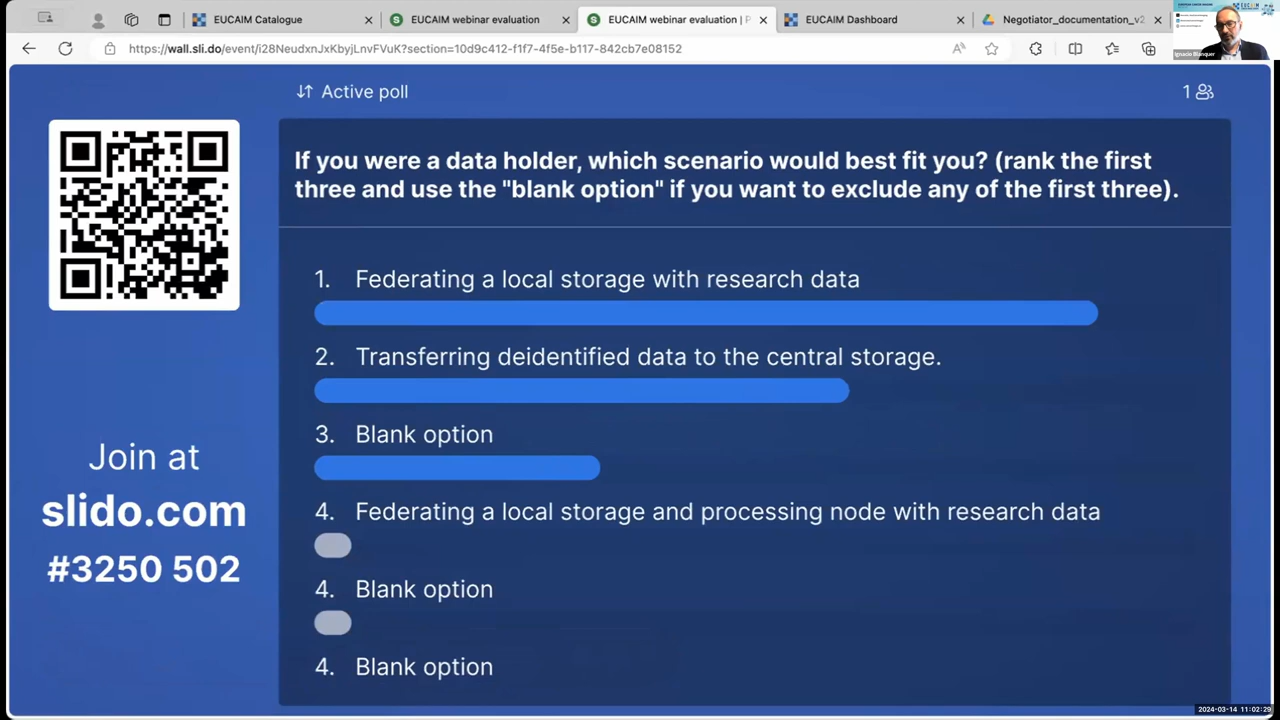 EUCAIM Catalogue
EUCAIM webinar evaluation
EUCAIM webinar evaluation | P
EUCAIM Dashboard
Negotiator_documentation_v2
https://wall.sli.do/event/i28NeudxnJxKbyjLnvFVuK?section=10d9c412-f1f7-4f5e-b117-842cb7e08152
Ignacio Blanquer
Active poll
1
If you were a data holder, which scenario would best fit you? (rank the first
three and use the "blank option" if you want to exclude any of the first three).
1. Federating a local storage with research data
2. Transferring deidentified data to the central storage.
3. Blank option
4. Federating a local storage and processing node with research data
4. Blank option
4. Blank option
Join at
slido.com
#3250 502
2024-03-14 11:02:29